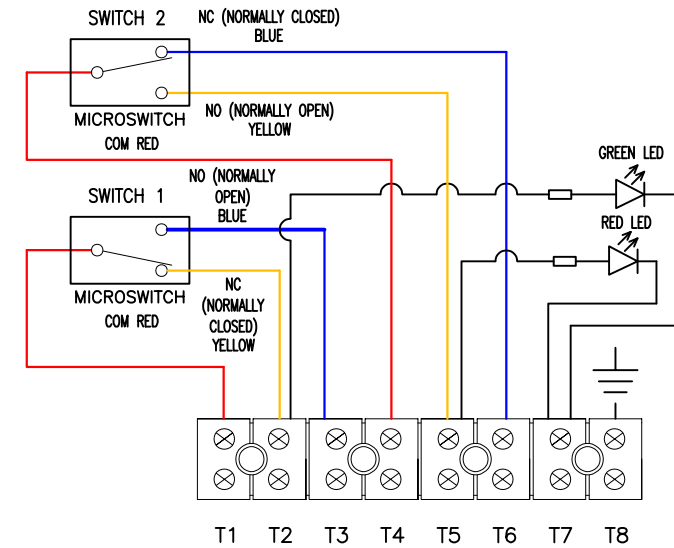 SWITCH 2
NC (NORMALLY CLOSED)
BLUE
MICROSWITCH
COM RED
NO (NORMALLY OPEN)
YELLOW
GREEN LED
SWITCH 1
NO (NORMALLY
OPEN)
BLUE
RED LED
MICROSWITCH
COM RED
NC
(NORMALLY
CLOSED)
YELLOW
T1 T2 T3 T4 T5 T6 T7 T8